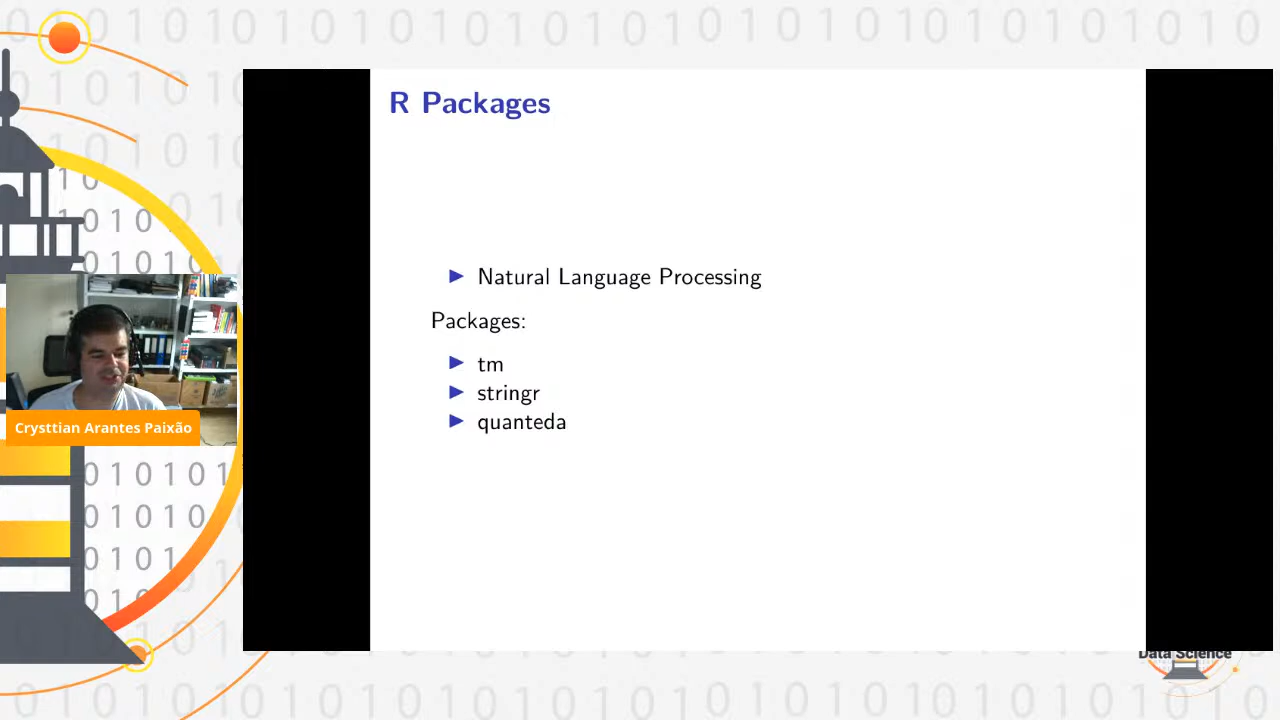 R Packages
Natural Language Processing
Packages:
tm
stringr
quanteda
Crysttian Arantes Paixão
Data Science